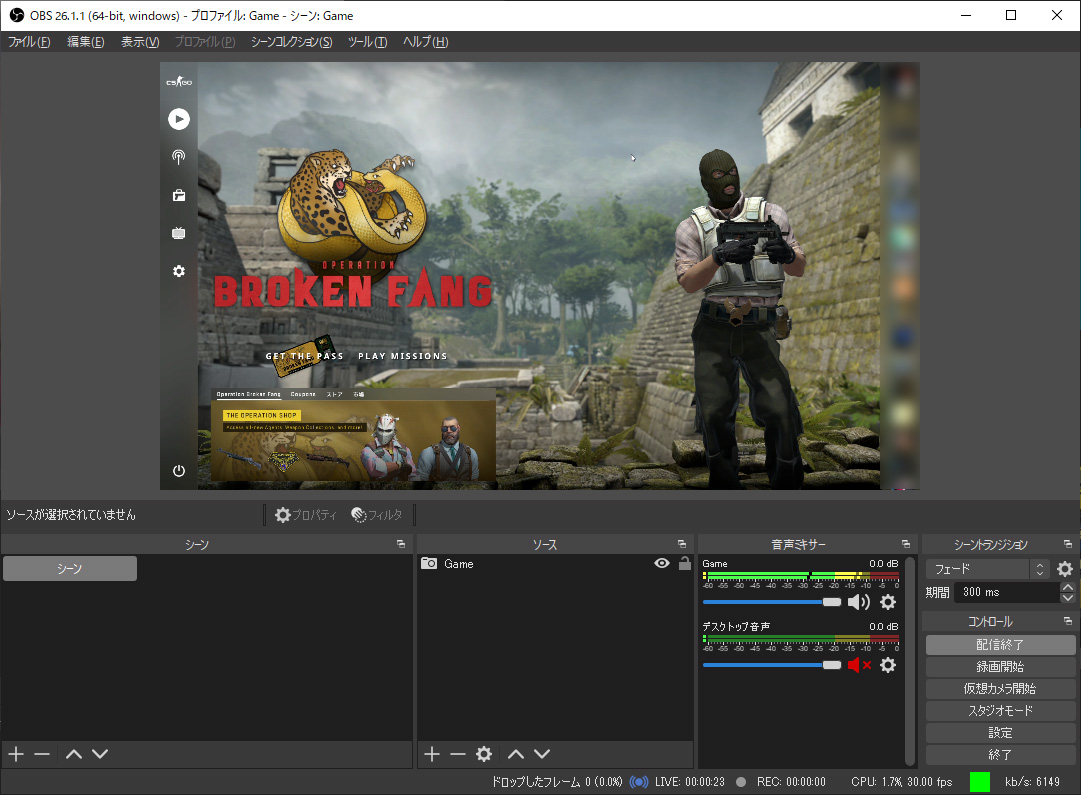 OBS 26.1.1 (64-bit, windows) - プロファイル: Game - シーン: Game
ファイル(F) 編集(E) 表示(V) プロファイル(P) シーンコレクション(S) ツール(T) ヘルプ(H)
CS GO
OPERATION
BROKEN FANG
GET THE PASS PLAY MISSIONS
Operation Broken Fang Coupons ストア 市場
THE OPERATION SHOP
Access all-new Agents, Weapon Collections, and more!
ソースが選択されていません プロパティ フィルタ
シーン
シーン
ソース
Game
音声ミキサー
Game 0.0 dB
-60 -55 -50 -45 -40 -35 -30 -25 -20 -15 -10 -5 0
デスクトップ音声 0.0 dB
-60 -55 -50 -45 -40 -35 -30 -25 -20 -15 -10 -5 0
シーントランジション
フェード
期間 300 ms
コントロール
配信終了
録画開始
仮想カメラ開始
スタジオモード
設定
終了
ドロップしたフレーム 0 (0.0%) LIVE: 00:00:23 REC: 00:00:00 CPU: 1.7%, 30.00 fps kb/s: 6149